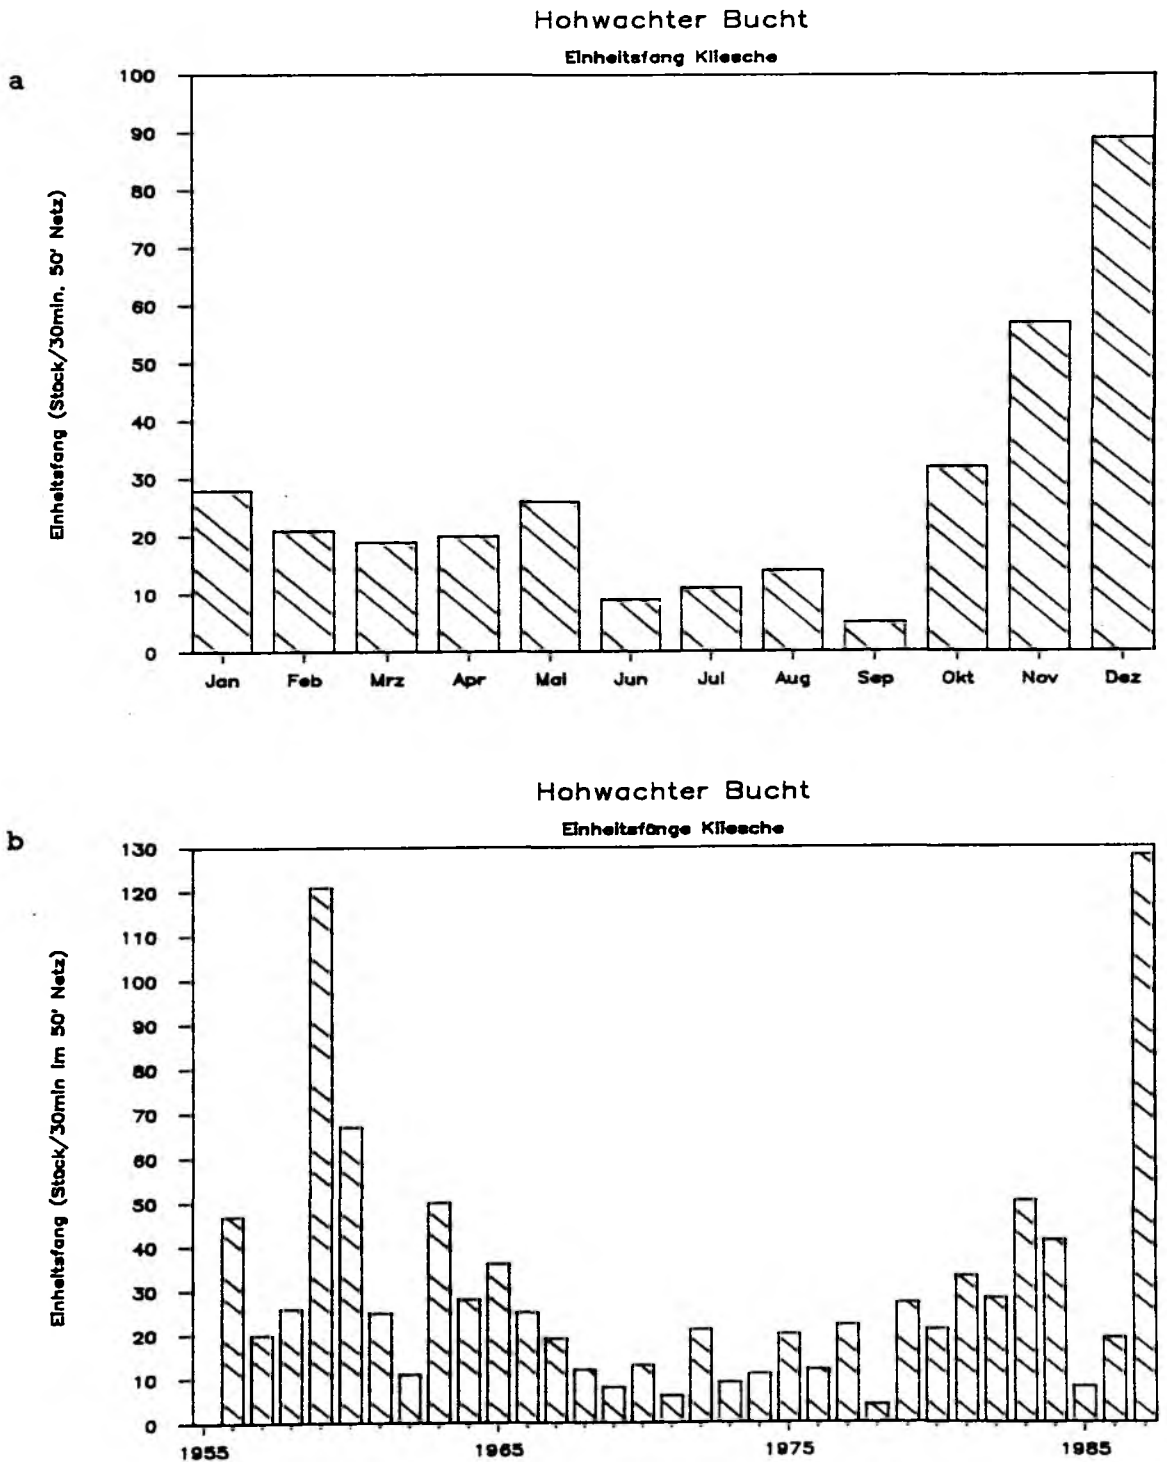 a
Hohwachter Bucht
Einheitsfang Kliesche
Einheitsfang (Stück/30min. 50' Netz)
100
90
80
70
60
50
40
30
20
10
0
Jan Feb Mrz Apr Mai Jun Jul Aug Sep Okt Nov Dez
b
Hohwachter Bucht
Einheitsfänge Kliesche
Einheitsfang (Stück/30min im 50' Netz)
130
120
110
100
90
80
70
60
50
40
30
20
10
0
1955 1965 1975 1985